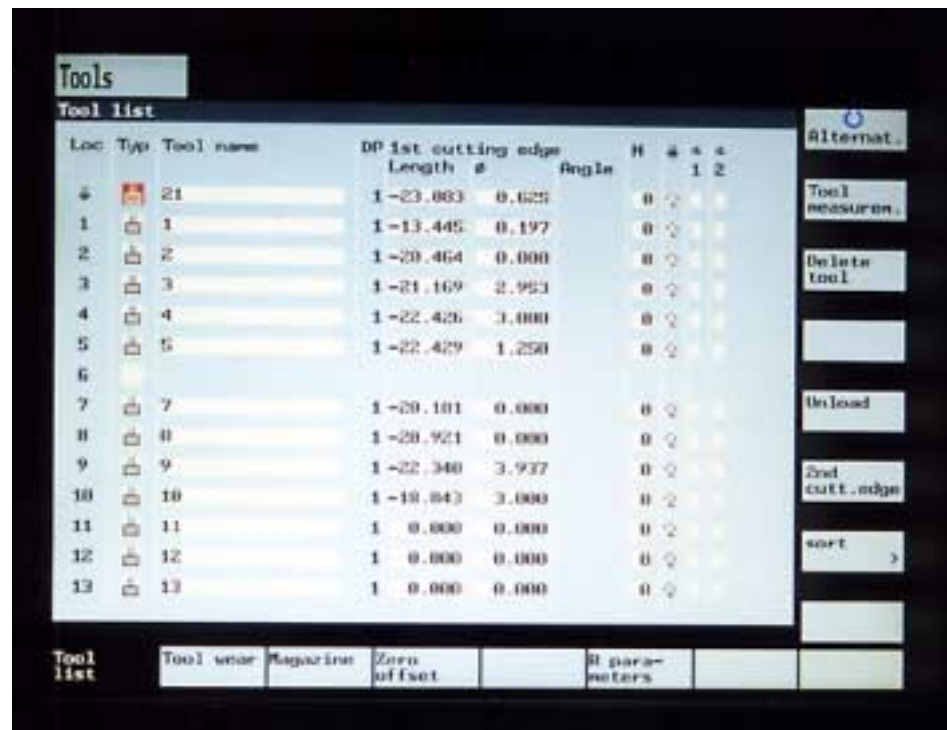 Tools
Tool list
Loc Typ Tool name DP 1st cutting edge H
Length ø Angle 1 2
21 1 -23.083 0.625 0
1 1 1 -13.445 0.197 0
2 2 1 -20.464 0.000 0
3 3 1 -21.169 2.953 0
4 4 1 -22.426 3.000 0
5 5 1 -22.429 1.250 0
6
7 7 1 -20.181 0.000 0
8 8 1 -20.921 0.000 0
9 9 1 -22.340 3.937 0
10 10 1 -18.843 3.000 0
11 11 1 0.000 0.000 0
12 12 1 0.000 0.000 0
13 13 1 0.000 0.000 0
Alternat.
Tool
measurem.
Delete
tool
Unload
2nd
cutt.edge
sort >
Tool
list
Tool wear
Magazine
Zero
offset
R para-
meters